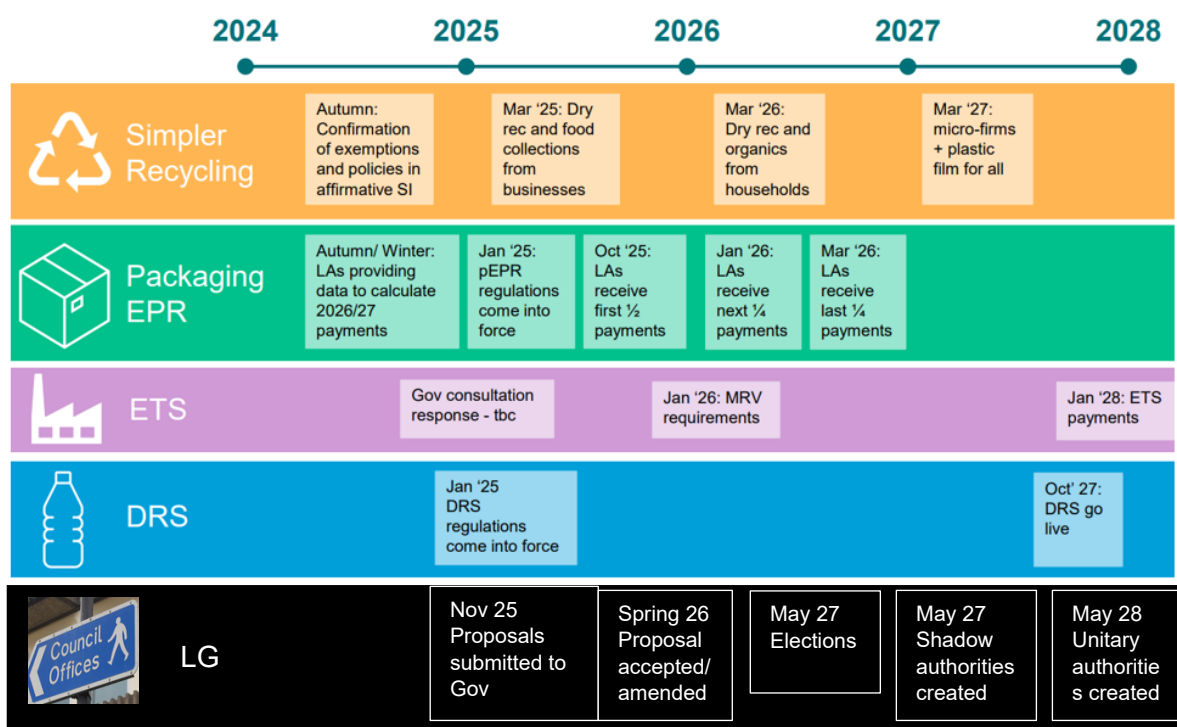 2024
2025
2026
2027
2028
Simpler
Recycling
Autumn:
Confirmation
of exemptions
and policies in
affirmative SI
Mar ‘25: Dry
rec and food
collections
from
businesses
Mar ‘26:
Dry rec and
organics
from
households
Mar ‘27:
micro-firms
+ plastic
film for all
Packaging
EPR
Autumn/ Winter:
LAs providing
data to calculate
2026/27
payments
Jan ‘25:
pEPR
regulations
come into
force
Oct ‘25:
LAs
receive
first ½
payments
Jan ‘26:
LAs
receive
next ¼
payments
Mar ‘26:
LAs
receive
last ¼
payments
ETS
Gov consultation
response - tbc
Jan ‘26: MRV
requirements
Jan ‘28: ETS
payments
DRS
Jan ‘25
DRS
regulations
come into force
Oct’ 27:
DRS go
live
Council
Offices
LG
Nov 25
Proposals
submitted to
Gov
Spring 26
Proposal
accepted/
amended
May 27
Elections
May 27
Shadow
authorities
created
May 28
Unitary
authoritie
s created